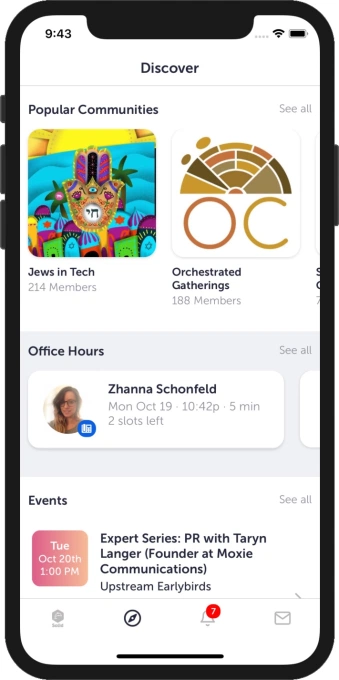 9:43
Discover
Popular Communities
See all
חי
OC
Jews in Tech
214 Members
Orchestrated
Gatherings
188 Members
Office Hours
See all
Zhanna Schonfeld
Mon Oct 19 · 10:42p · 5 min
2 slots left
Events
See all
Tue
Oct 20th
1:00 PM
Expert Series: PR with Taryn
Langer (Founder at Moxie
Communications)
Upstream Earlybirds
7